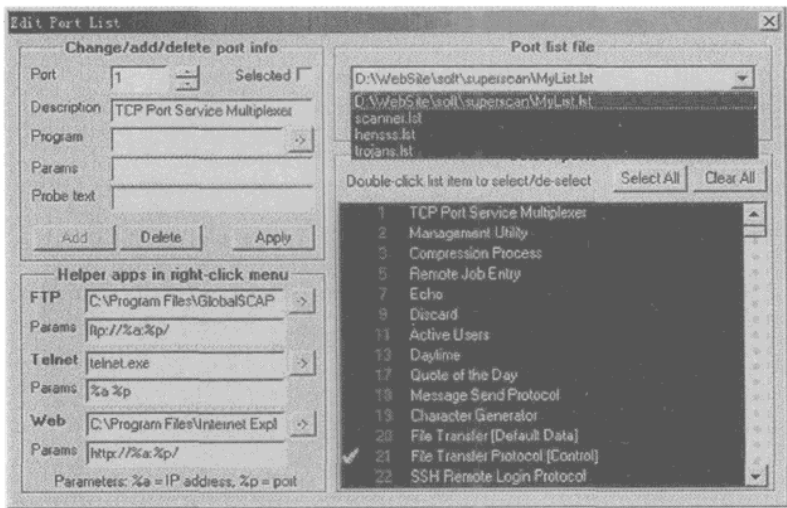 Edit Port List
Change/add/delete port info
Port 1 Selected
Description TCP Port Service Multiplexer
Program ->
Params
Probe text
Add Delete Apply
Helper apps in right-click menu
FTP C:\Program Files\GlobalSCAP ->
Params ftp://%a:%p/
Telnet telnet.exe ->
Params %a %p
Web C:\Program Files\Internet Expl ->
Params http://%a:%p/
Parameters: %a = IP address, %p = port
Port list file
D:\WebSite\soft\superscan\MyList.lst
D:\WebSite\soft\superscan\MyList.lst
scanner.lst
hensss.lst
trojans.lst
Double-click list item to select/de-select Select All Clear All
1 TCP Port Service Multiplexer
2 Management Utility
3 Compression Process
5 Remote Job Entry
7 Echo
9 Discard
11 Active Users
13 Daytime
17 Quote of the Day
18 Message Send Protocol
19 Character Generator
20 File Transfer [Default Data]
21 File Transfer Protocol [Control]
22 SSH Remote Login Protocol